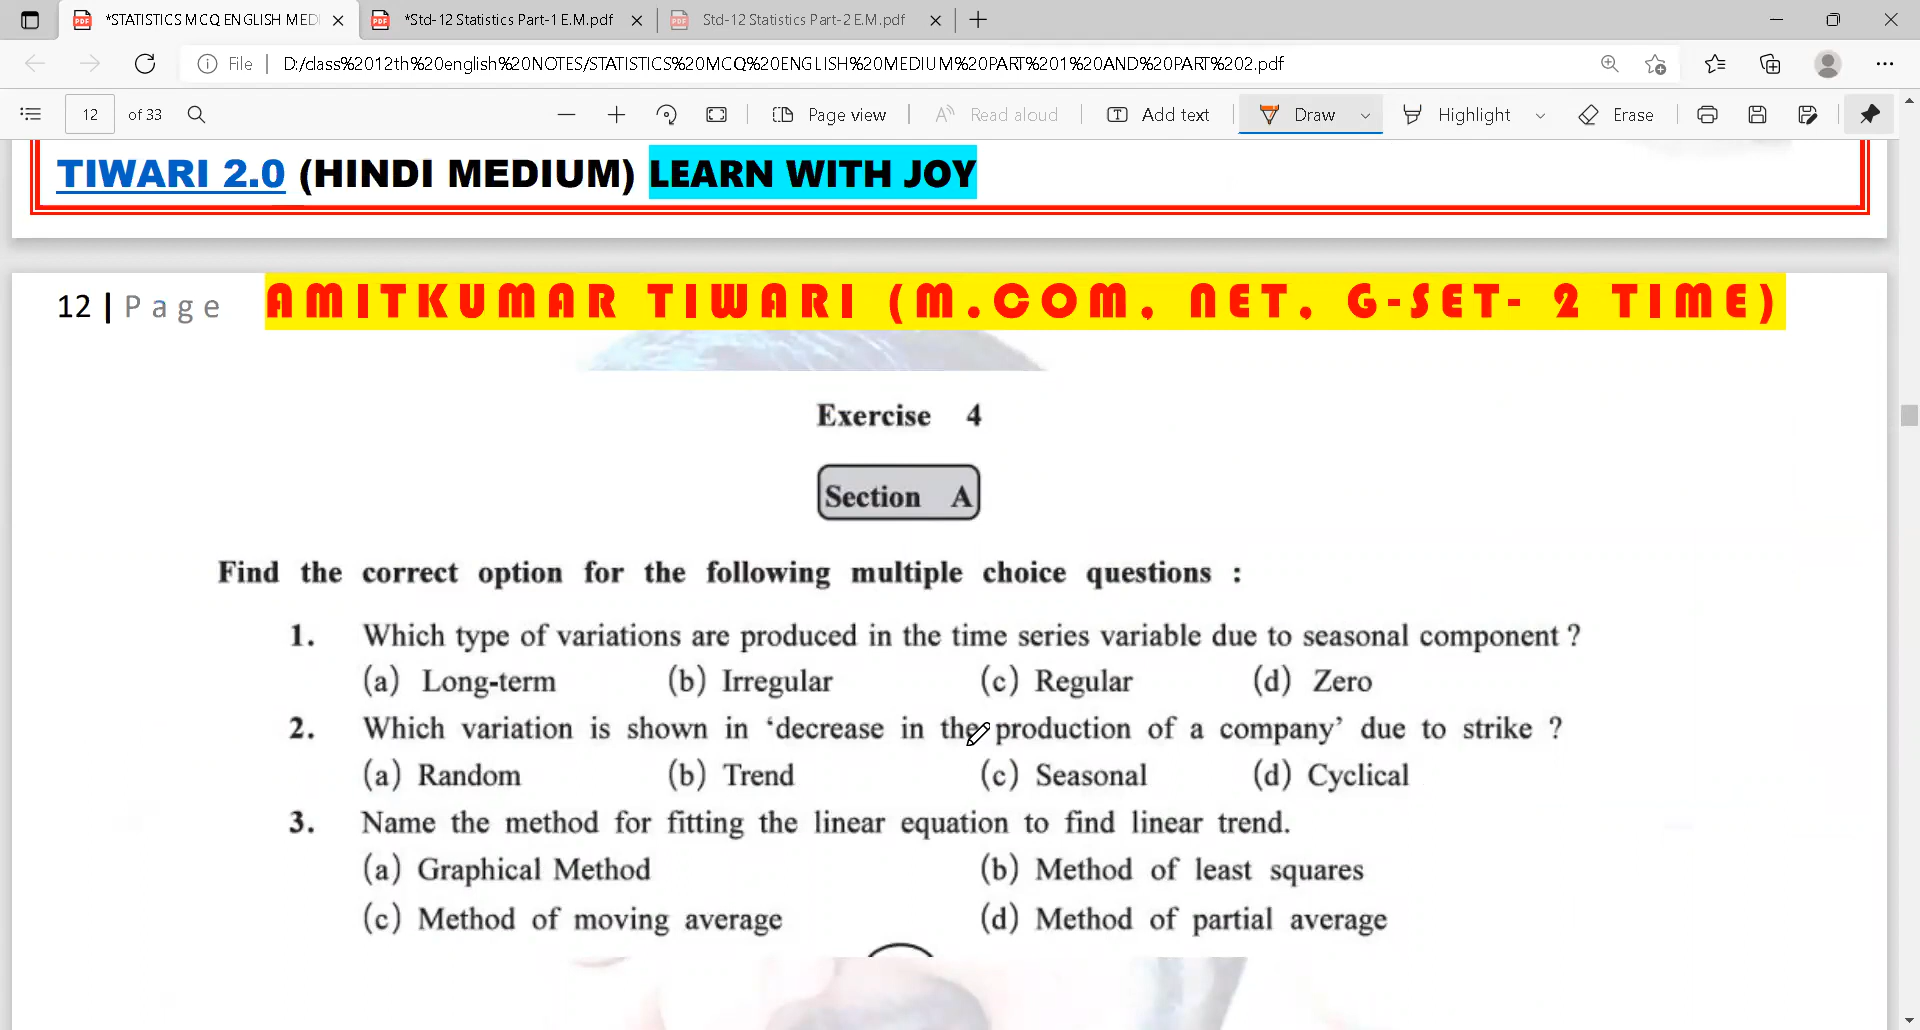 *STATISTICS MCQ ENGLISH MEDI
*Std-12 Statistics Part-1 E.M.pdf
Std-12 Statistics Part-2 E.M.pdf
File
D:/class%2012th%20english%20NOTES/STATISTICS%20MCQ%20ENGLISH%20MEDIUM%20PART%201%20AND%20PART%202.pdf
12 of 33
Page view
Read aloud
Add text
Draw
Highlight
Erase
TIWARI 2.0 (HINDI MEDIUM) LEARN WITH JOY
12 | Page AMITKUMAR TIWARI (M.COM, NET, G-SET- 2 TIME)
Exercise 4
Section A
Find the correct option for the following multiple choice questions :
1. Which type of variations are produced in the time series variable due to seasonal component ?
(a) Long-term (b) Irregular (c) Regular (d) Zero
2. Which variation is shown in ‘decrease in the production of a company’ due to strike ?
(a) Random (b) Trend (c) Seasonal (d) Cyclical
3. Name the method for fitting the linear equation to find linear trend.
(a) Graphical Method (b) Method of least squares
(c) Method of moving average (d) Method of partial average